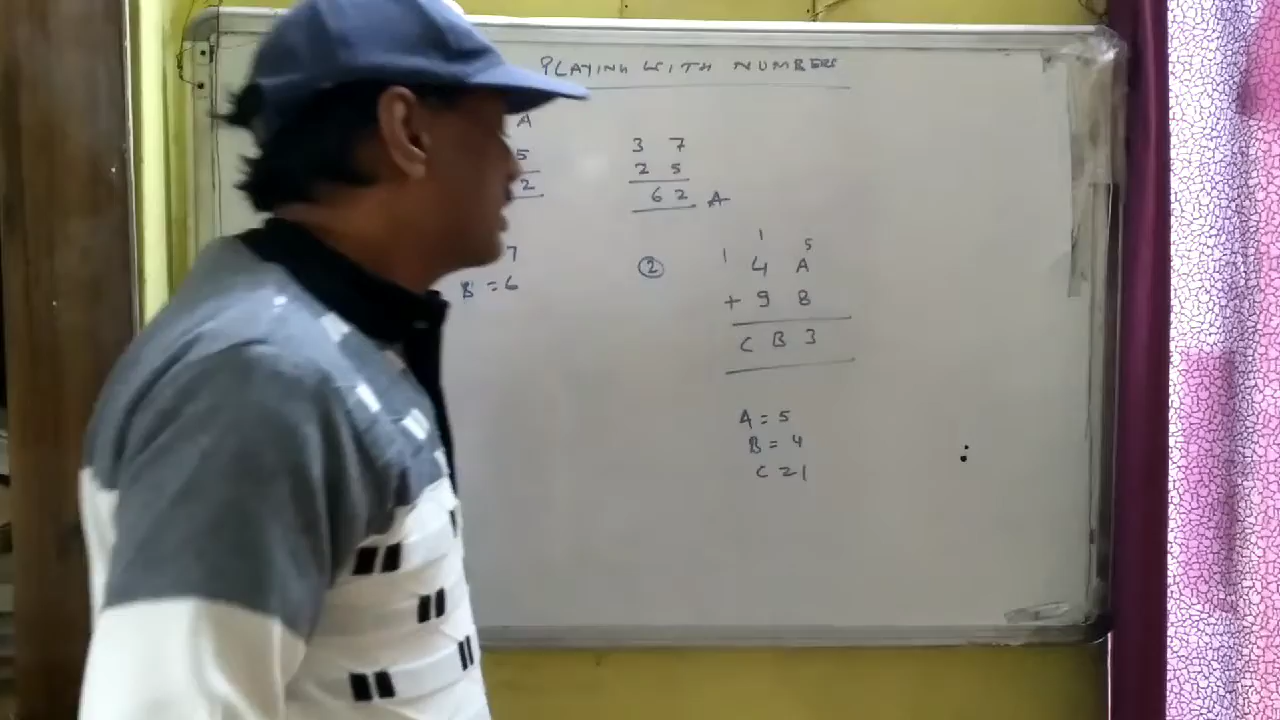 PLAYING WITH NUMBERS
A
5
2
7
B = 6
3 7
2 5
6 2 A
1
1 5
② 4 A
+ 9 8
C B 3
A = 5
B = 4
C = 1